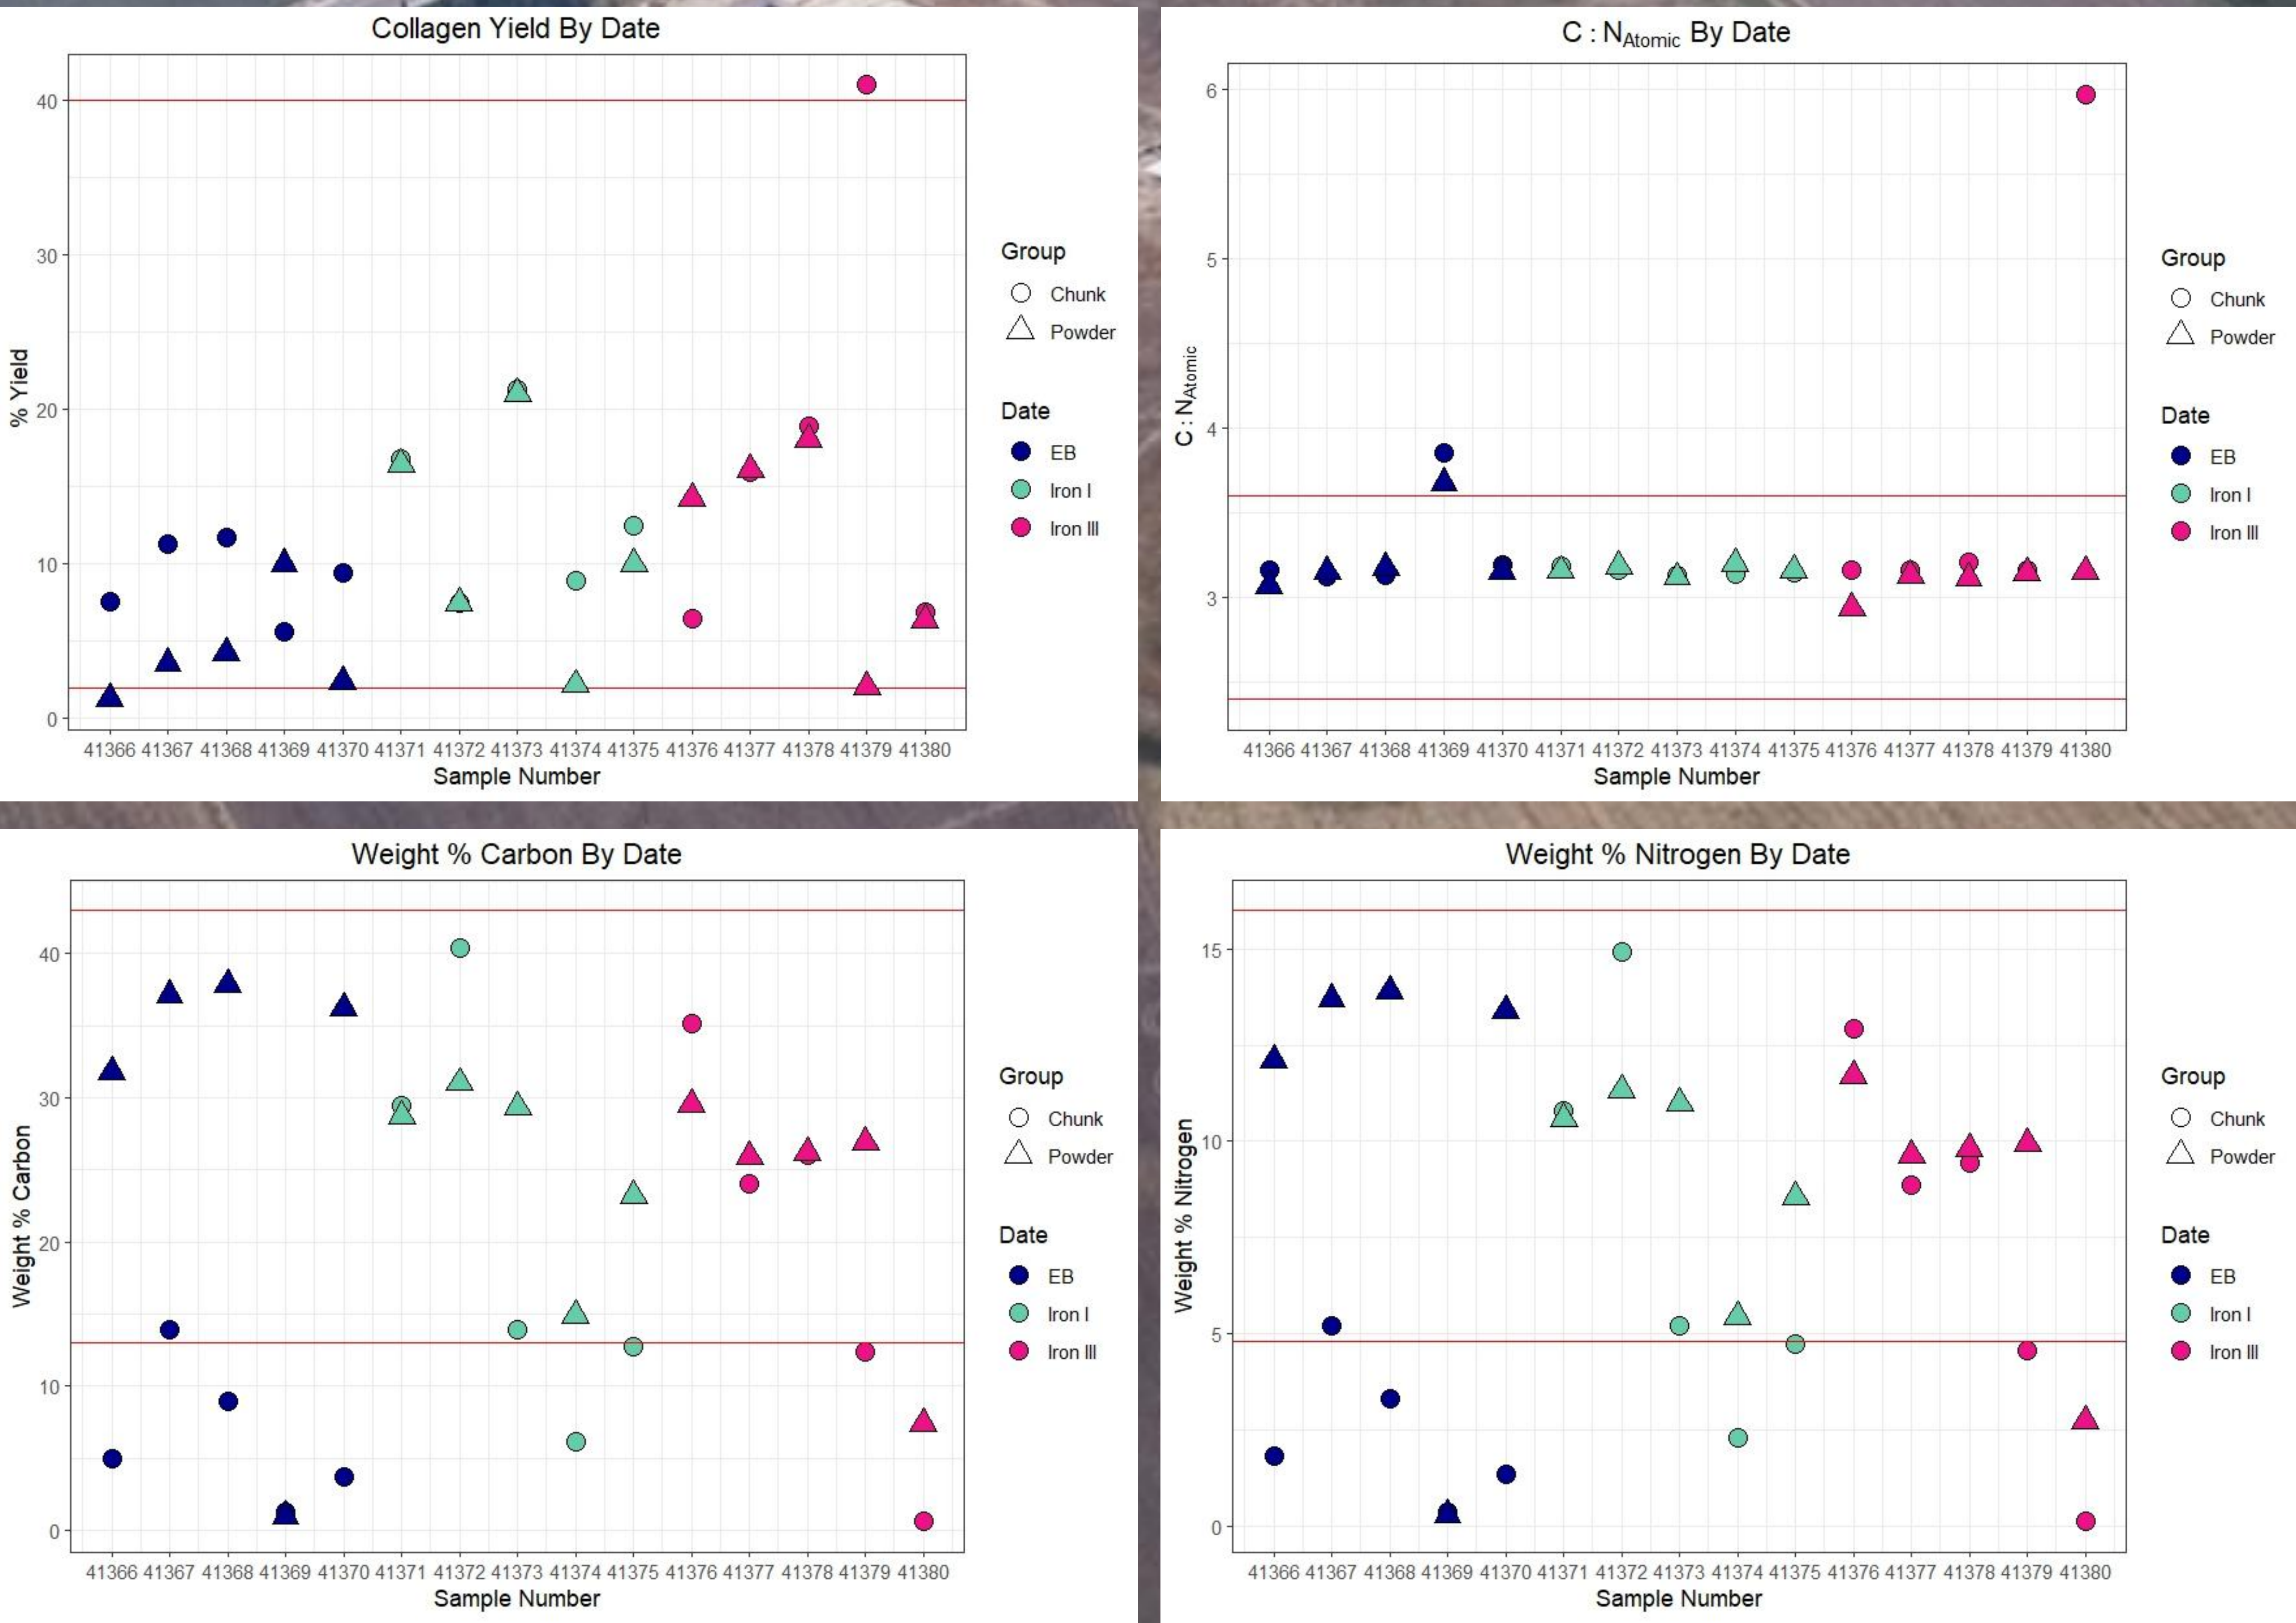 Collagen Yield By Date
% Yield
40
30
20
10
0
41366 41367 41368 41369 41370 41371 41372 41373 41374 41375 41376 41377 41378 41379 41380
Sample Number
Group
Chunk
Powder
Date
EB
Iron I
Iron III
C : NAtomic By Date
C : NAtomic
6
5
4
3
41366 41367 41368 41369 41370 41371 41372 41373 41374 41375 41376 41377 41378 41379 41380
Sample Number
Group
Chunk
Powder
Date
EB
Iron I
Iron III
Weight % Carbon By Date
Weight % Carbon
40
30
20
10
0
41366 41367 41368 41369 41370 41371 41372 41373 41374 41375 41376 41377 41378 41379 41380
Sample Number
Group
Chunk
Powder
Date
EB
Iron I
Iron III
Weight % Nitrogen By Date
Weight % Nitrogen
15
10
5
0
41366 41367 41368 41369 41370 41371 41372 41373 41374 41375 41376 41377 41378 41379 41380
Sample Number
Group
Chunk
Powder
Date
EB
Iron I
Iron III